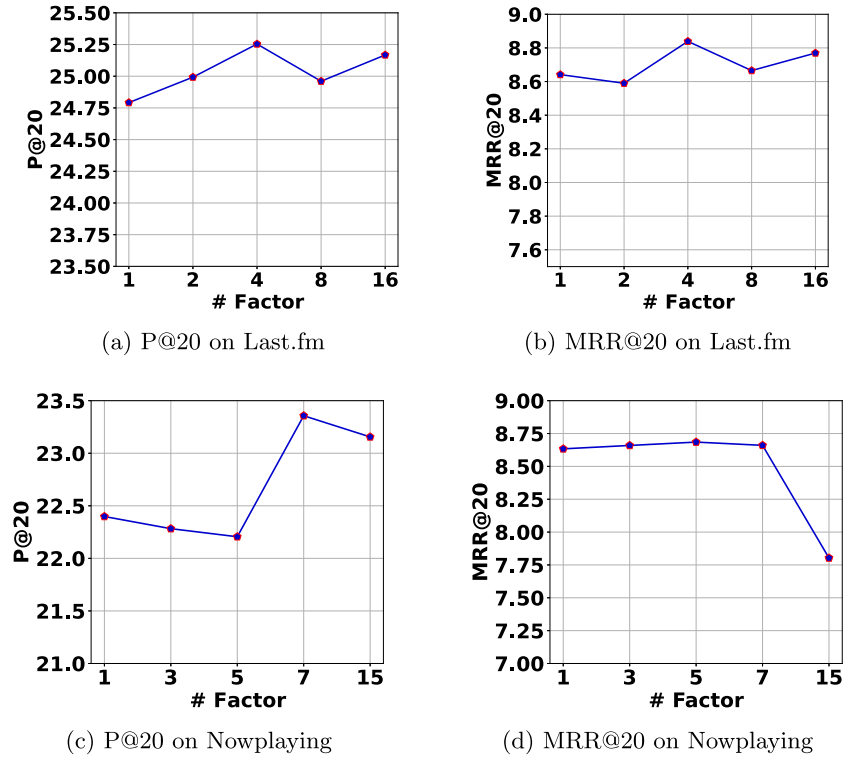 25.50
25.25
25.00
24.75
24.50
24.25
24.00
23.75
23.50
P@20
1 2 4 8 16
# Factor
(a) P@20 on Last.fm
9.0
8.8
8.6
8.4
8.2
8.0
7.8
7.6
MRR@20
1 2 4 8 16
# Factor
(b) MRR@20 on Last.fm
23.5
23.0
22.5
22.0
21.5
21.0
P@20
1 3 5 7 15
# Factor
(c) P@20 on Nowplaying
9.00
8.75
8.50
8.25
8.00
7.75
7.50
7.25
7.00
MRR@20
1 3 5 7 15
# Factor
(d) MRR@20 on Nowplaying